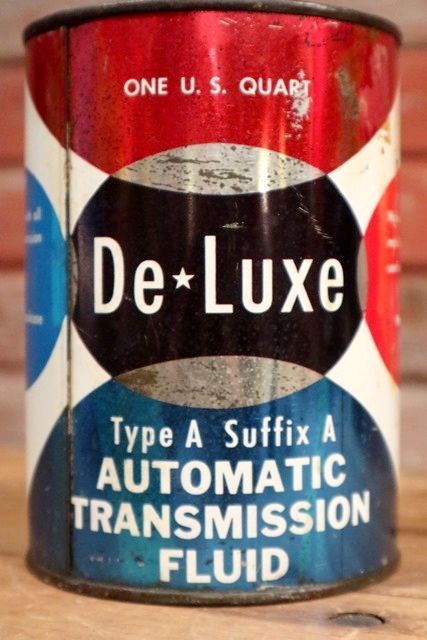 ONE U. S. QUART
De★Luxe
Type A Suffix A
AUTOMATIC
TRANSMISSION
FLUID